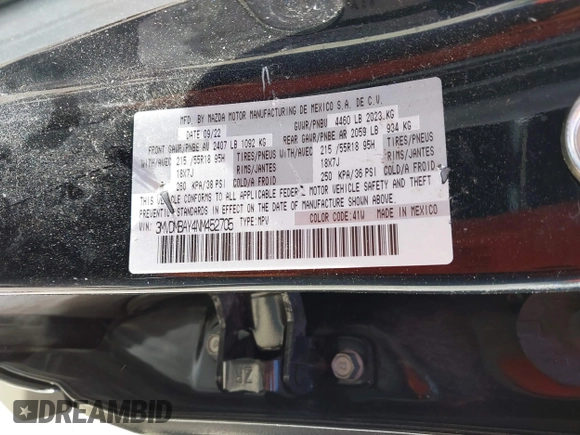 MFD. BY MAZDA MOTOR MANUFACTURING DE MEXICO S.A. DE C.V.
DATE 09/22 GVWR/PNBV 4460 LB 2023 KG
FRONT GAWR/PNBE AV 2407 LB 1092 KG REAR GAWR/PNBE AR 2059 LB 934 KG
WITH/AVEC 215/55R18 95H TIRES/PNEUS WITH/AVEC 215/55R18 95H TIRES/PNEUS
18X7J RIMS/JANTES 18X7J RIMS/JANTES
250 KPA/36 PSI COLD/A FROID 250 KPA/36 PSI COLD/A FROID
THIS VEHICLE CONFORMS TO ALL APPLICABLE FEDERAL MOTOR VEHICLE SAFETY AND THEFT
PREVENTION STANDARDS IN EFFECT ON THE DATE OF MANUFACTURE SHOWN ABOVE.
VIN: 3MVDMBAY4NM452705 TYPE: MPV COLOR CODE: 41W MADE IN MEXICO
DREAMBID